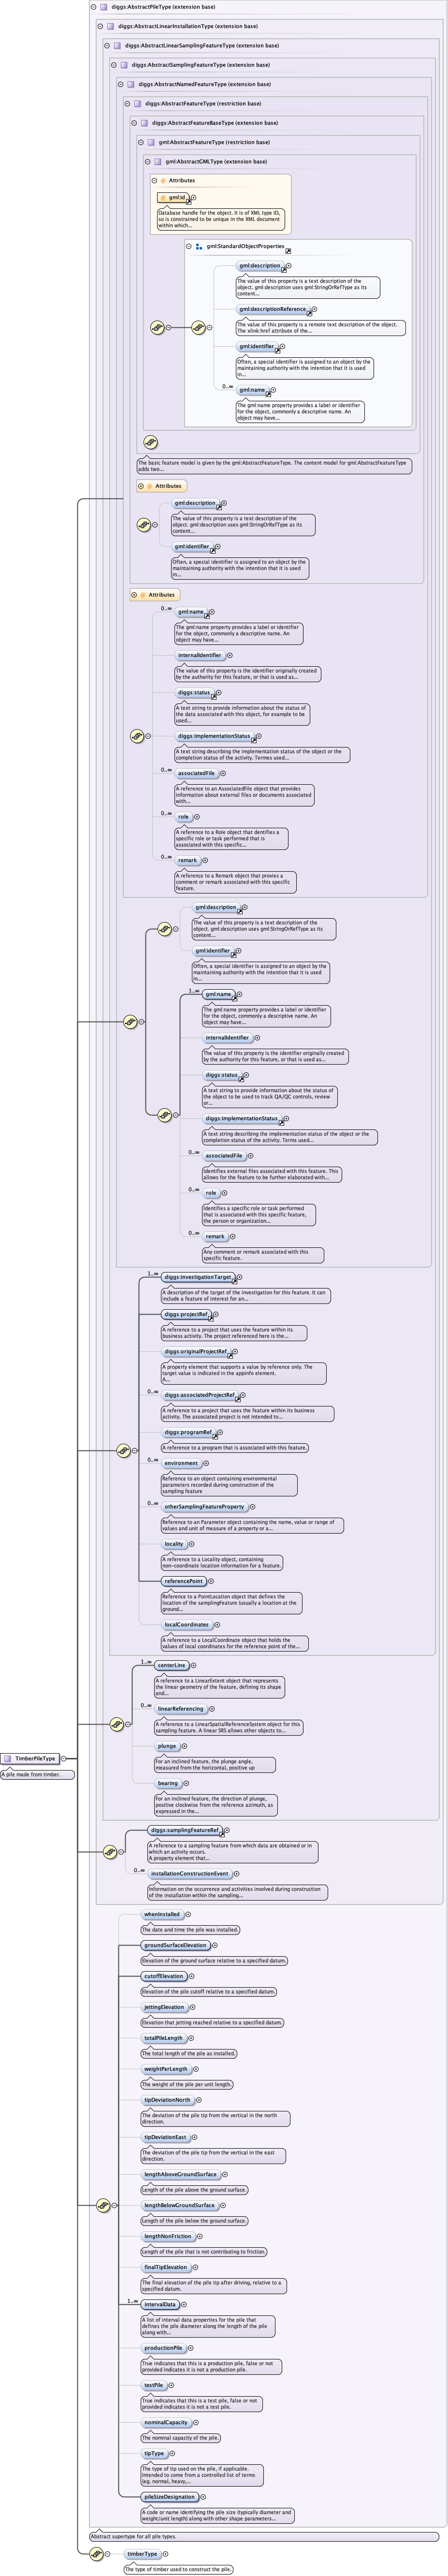 diggs:AbstractPileType (extension base)
diggs:AbstractLinearInstallationType (extension base)
diggs:AbstractLinearSamplingFeatureType (extension base)
diggs:AbstractSamplingFeatureType (extension base)
diggs:AbstractNamedFeatureType (extension base)
diggs:AbstractFeatureType (restriction base)
diggs:AbstractFeatureBaseType (extension base)
gml:AbstractFeatureType (restriction base)
gml:AbstractGMLType (extension base)
Attributes
gml:id
Database handle for the object. It is of XML type ID,
so is constrained to be unique in the XML document
within which...
gml:StandardObjectProperties
gml:description
The value of this property is a text description of the
object. gml:description uses gml:StringOrRefType as its
content...
gml:descriptionReference
The value of this property is a remote text description of the object.
The xlink:href attribute of the...
gml:identifier
Often, a special identifier is assigned to an object by the
maintaining authority with the intention that it is used
in...
0..∞
gml:name
The gml:name property provides a label or identifier
for the object, commonly a descriptive name. An
object may have...
The basic feature model is given by the gml:AbstractFeatureType. The content model for gml:AbstractFeatureType
adds two...
Attributes
gml:description
The value of this property is a text description of the
object. gml:description uses gml:StringOrRefType as its
content...
gml:identifier
Often, a special identifier is assigned to an object by the
maintaining authority with the intention that it is used
in...
Attributes
0..∞
gml:name
The gml:name property provides a label or identifier
for the object, commonly a descriptive name. An
object may have...
internalIdentifier
The value of this property is the identifier originally created
by the authority for this feature, or that is used as...
diggs:status
A text string to provide information about the status of
the data associated with this object, for example to be
used...
diggs:implementationStatus
A text string describing the implementation status of the object or the
completion status of the activity. Termes used...
0..∞
associatedFile
A reference to an AssociatedFile object that provides
information about external files or documents associated
with...
0..∞
role
A reference to a Role object that dentifies a
specific role or task performed that is
associated with this specific...
0..∞
remark
A reference to a Remark object that provies a
comment or remark associated with this specific
feature.
gml:description
The value of this property is a text description of the
object. gml:description uses gml:StringOrRefType as its
content...
gml:identifier
Often, a special identifier is assigned to an object by the
maintaining authority with the intention that it is used
in...
1..∞
gml:name
The gml:name property provides a label or identifier
for the object, commonly a descriptive name. An
object may have...
internalIdentifier
The value of this property is the identifier originally created
by the authority for this feature, or that is used as...
diggs:status
A text string to provide information about the status of the
object to be used to track QA/QC controls, review
or...
diggs:implementationStatus
A text string describing the implementation status of the object or the
completion status of the activity. Terms used...
0..∞
associatedFile
Identifies external files associated with this feature. This
allows for the feature to be further elaborated with...
0..∞
role
Identifies a specific role or task performed
that is associated with this specific feature,
the person or organization...
0..∞
remark
Any comment or remark associated with this
specific feature.
1..∞
diggs:investigationTarget
A description of the target of the investigation for this feature. It can
include a feature of interest for an...
diggs:projectRef
A reference to a project that uses the feature within its
business activity. The project referenced here is the...
diggs:originalProjectRef
A property element that supports a value by reference only. The
target value is indicated in the appinfo element.
A...
0..∞
diggs:associatedProjectRef
A reference to a project that uses the feature within its business
activity. The associated project is not intended to...
diggs:programRef
A reference to a program that is associated with this feature.
0..∞
environment
Reference to an object containing environmental
parameters recorded during construction of the
sampling feature
0..∞
otherSamplingFeatureProperty
Reference to an Parameter object containing the name, value or range of
values and unit of measure of a property or a...
locality
A reference to a Locality object, containing
non-coordinate location information for a feature.
referencePoint
Reference to a PointLocation object that defines the
location of the samplingFeature (usually a location at the
ground...
localCoordinates
A reference to a LocalCoordinate object that holds the
values of local coordinates for the reference point of the...
1..∞
centerLine
A reference to a LinearExtent object that represents
the linear geometry of the feature, defining its shape
and...
0..∞
linearReferencing
A reference to a LinearSpatialReferenceSystem object for this
sampling feature. A linear SRS allows other objects to...
plunge
For an inclined feature, the plunge angle,
measured from the horizontal, positive up
bearing
For an inclined feature, the direction of plunge,
positive clockwise from the reference azimuth, as
expressed in the...
TimberPileType
A pile made from timber.
diggs:samplingFeatureRef
A reference to a sampling feature from which data are obtained or in
which an activity occurs.
A property element that...
0..∞
installationConstructionEvent
Information on the occurrence and activities involved during construction
of the installation within the sampling...
whenInstalled
The date and time the pile was installed.
groundSurfaceElevation
Elevation of the ground surface relative to a specified datum.
cutoffElevation
Elevation of the pile cutoff relative to a specified datum.
jettingElevation
Elevation that jetting reached relative to a specified datum.
totalPileLength
The total length of the pile as installed.
weightPerLength
The weight of the pile per unit length.
tipDeviationNorth
The deviation of the pile tip from the vertical in the north
direction.
tipDeviationEast
The deviation of the pile tip from the vertical in the east
direction.
lengthAboveGroundSurface
Length of the pile above the ground surface.
lengthBelowGroundSurface
Length of the pile below the ground surface.
lengthNonFriction
Length of the pile that is not contributing to friction.
finalTipElevation
The final elevation of the pile tip after driving, relative to a
specified datum.
1..∞
intervalData
A list of interval data properties for the pile that
defines the pile diameter along the length of the pile
along with...
productionPile
True indicates that this is a production pile, false or not
provided indicates it is not a production pile.
testPile
True indicates that this is a test pile, false or not
provided indicates it is not a test pile.
nominalCapacity
The nominal capacity of the pile.
tipType
The type of tip used on the pile, if applicable.
Intended to come from a controlled list of terms
(eg. normal, heavy,...
pileSizeDesignation
A code or name identifying the pile size (typically diameter and
weight/unit length) along with other shape parameters...
Abstract supertype for all pile types.
timberType
The type of timber used to construct the pile.